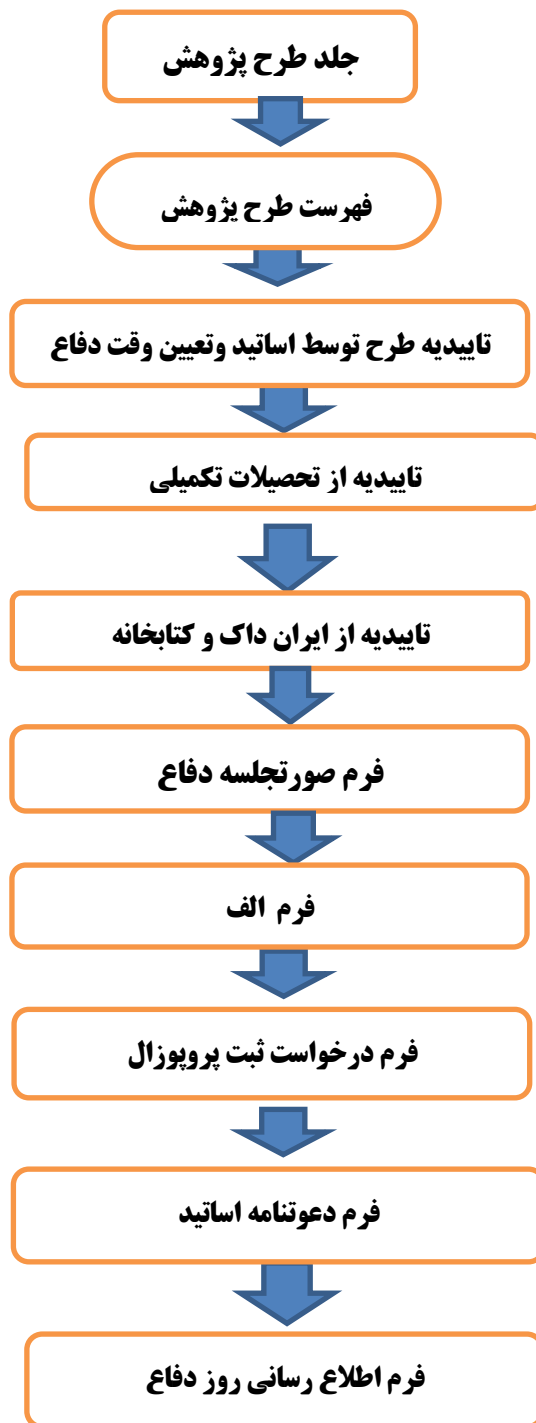 جلد طرح پژوهش
فهرست طرح پژوهش
تاییدیه طرح توسط اساتید وتعیین وقت دفاع
تاییدیه از تحصیلات تکمیلی
تاییدیه از ایران داک و کتابخانه
فرم صورتجلسه دفاع
فرم الف
فرم درخواست ثبت پروپوزال
فرم دعوتنامه اساتید
فرم اطلاع رسانی روز دفاع